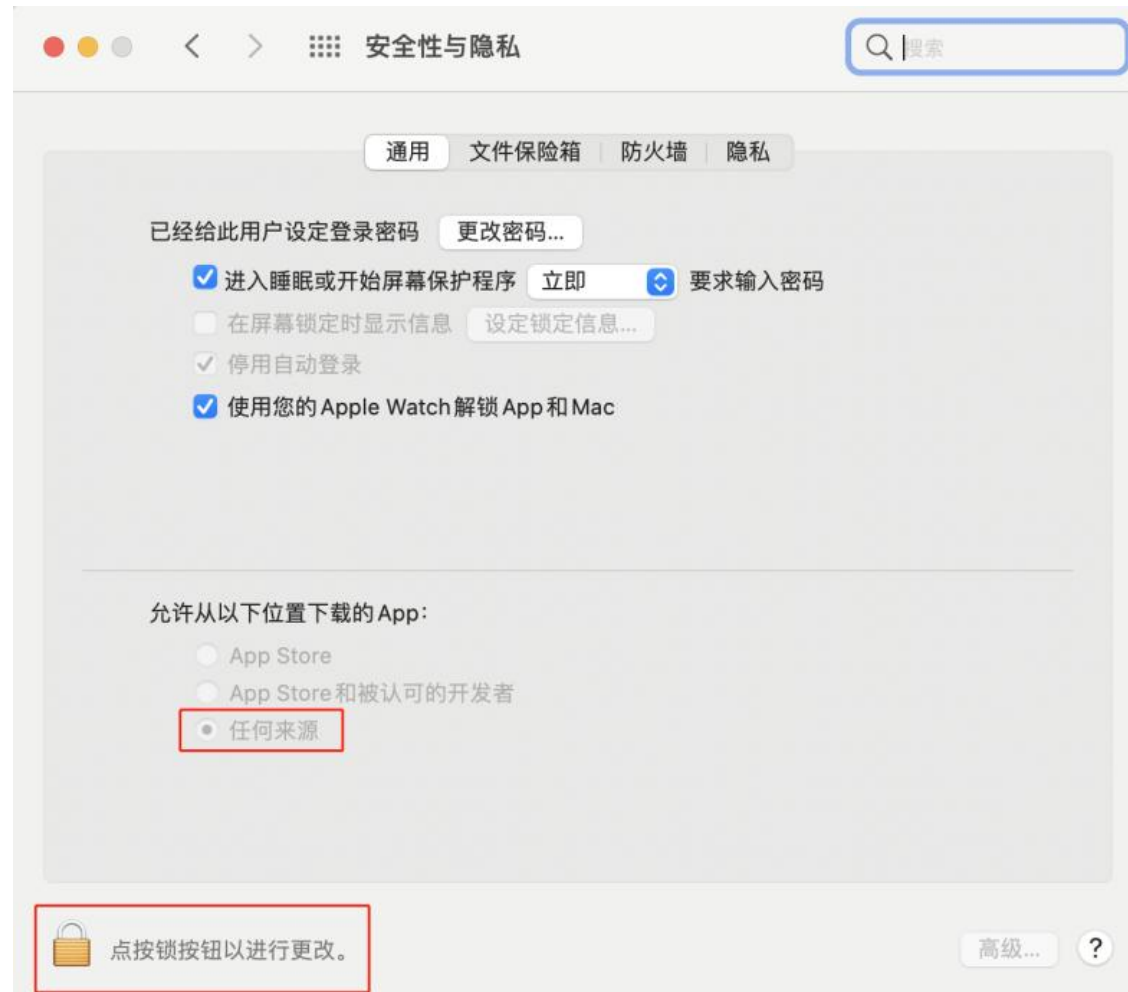 安全性与隐私 搜索
通用 文件保险箱 防火墙 隐私
已经给此用户设定登录密码 更改密码...
进入睡眠或开始屏幕保护程序 立即 要求输入密码
在屏幕锁定时显示信息 设定锁定信息...
停用自动登录
使用您的Apple Watch解锁App和Mac
允许从以下位置下载的App:
App Store
App Store和被认可的开发者
任何来源
点按锁按钮以进行更改。 高级... ?